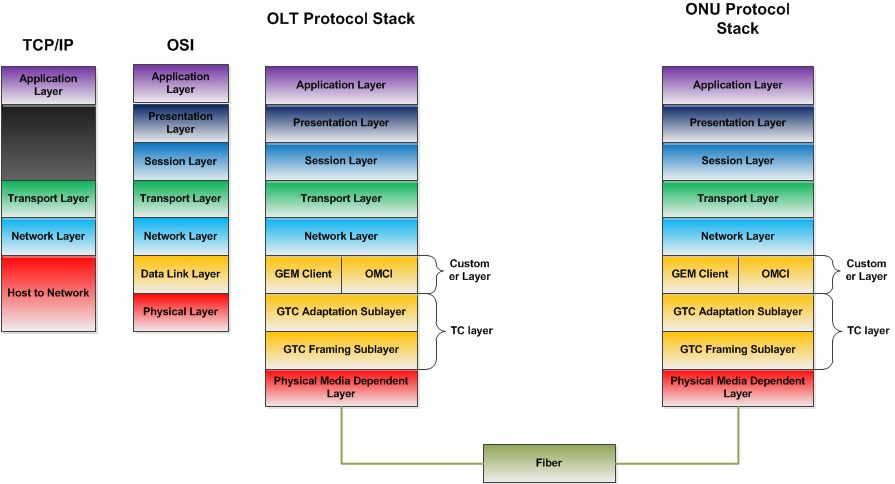 TCP/IP
Application
Layer
Transport Layer
Network Layer
Host to Network
OSI
Application
Layer
Presentation
Layer
Session Layer
Transport Layer
Network Layer
Data Link Layer
Physical Layer
OLT Protocol Stack
Application Layer
Presentation Layer
Session Layer
Transport Layer
Network Layer
GEM Client
OMCI
GTC Adaptation Sublayer
GTC Framing Sublayer
Physical Media Dependent
Layer
Custom
er Layer
TC layer
ONU Protocol
Stack
Application Layer
Presentation Layer
Session Layer
Transport Layer
Network Layer
GEM Client
OMCI
GTC Adaptation Sublayer
GTC Framing Sublayer
Physical Media Dependent
Layer
Custom
er Layer
TC layer
Fiber